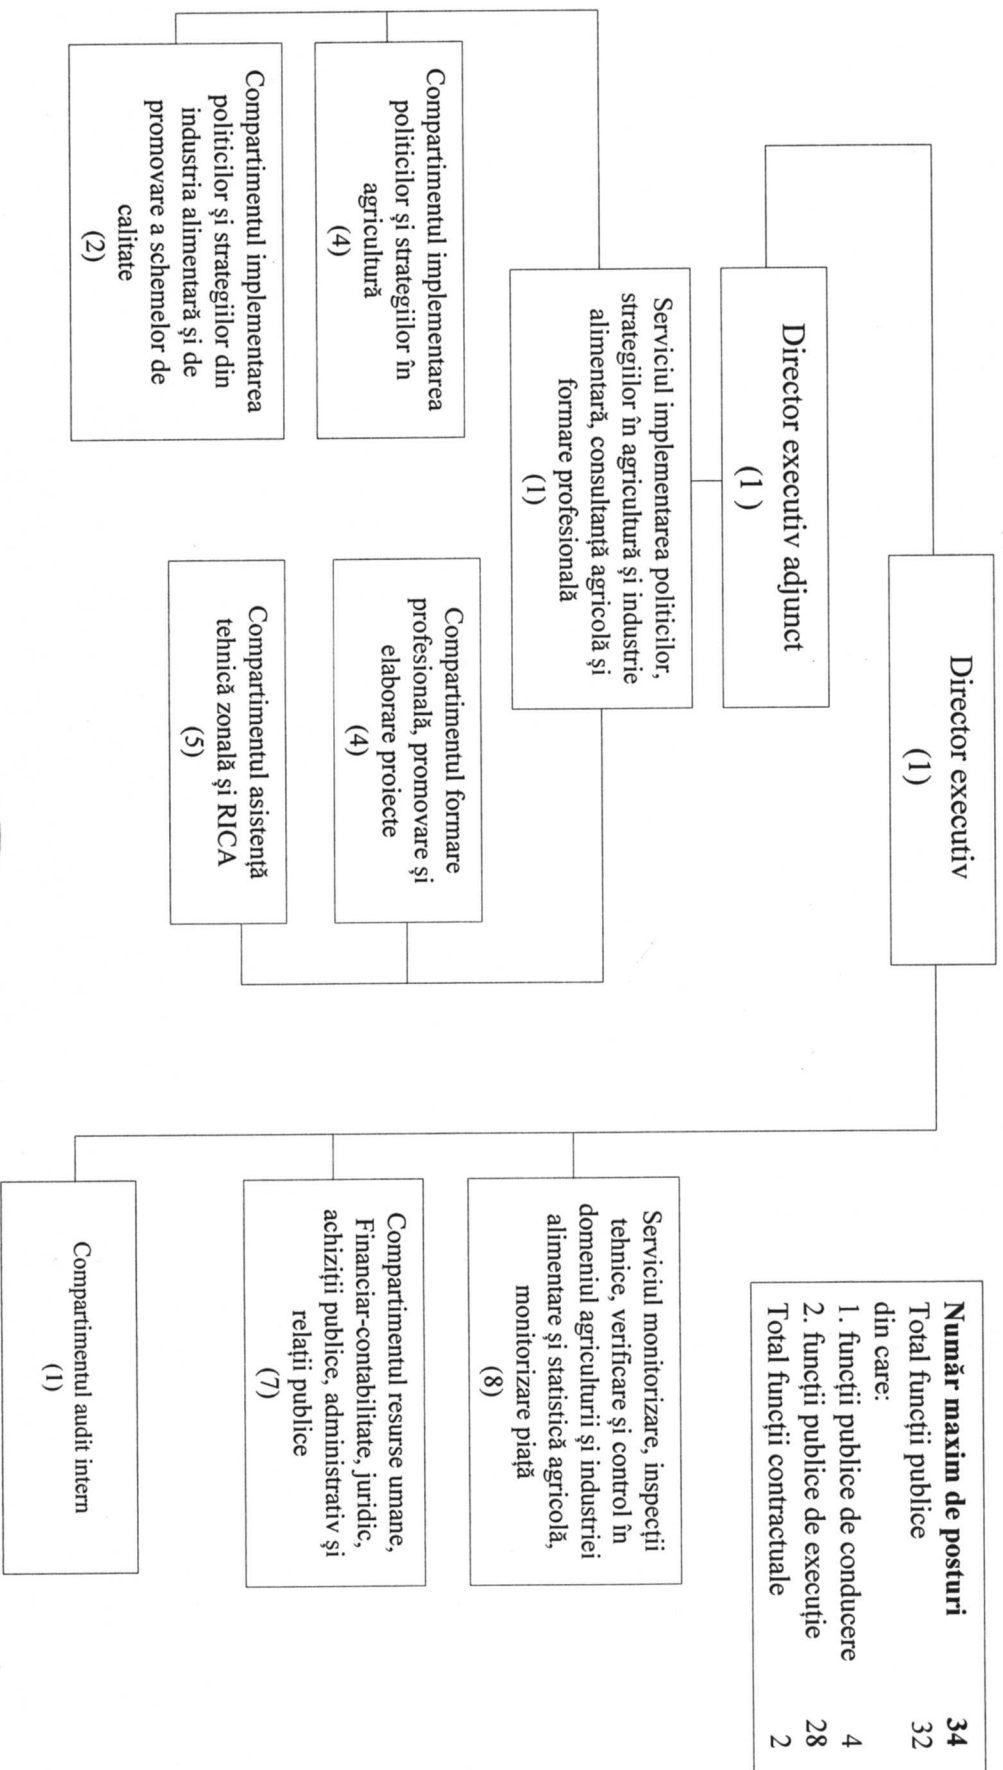 Director executiv
(1)
Număr maxim de posturi 34
Total funcții publice 32
din care:
1. funcții publice de conducere 4
2. funcții publice de execuție 28
Total funcții contractuale 2
Director executiv adjunct
(1 )
Serviciul implementarea politicilor,
strategiilor în agricultură și industrie
alimentară, consultanță agricolă și
formare profesională
(1)
Compartimentul implementarea
politicilor și strategiilor în
agricultură
(4)
Compartimentul implementarea
politicilor și strategiilor din
industria alimentară și de
promovare a schemelor de
calitate
(2)
Compartimentul formare
profesională, promovare și
elaborare proiecte
(4)
Compartimentul asistență
tehnică zonală și RICA
(5)
Serviciul monitorizare, inspecții
tehnice, verificare și control în
domeniul agriculturii și industriei
alimentare și statistică agricolă,
monitorizare piață
(8)
Compartimentul resurse umane,
Financiar-contabilitate, juridic,
achiziții publice, administrativ și
relații publice
(7)
Compartimentul audit intern
(1)